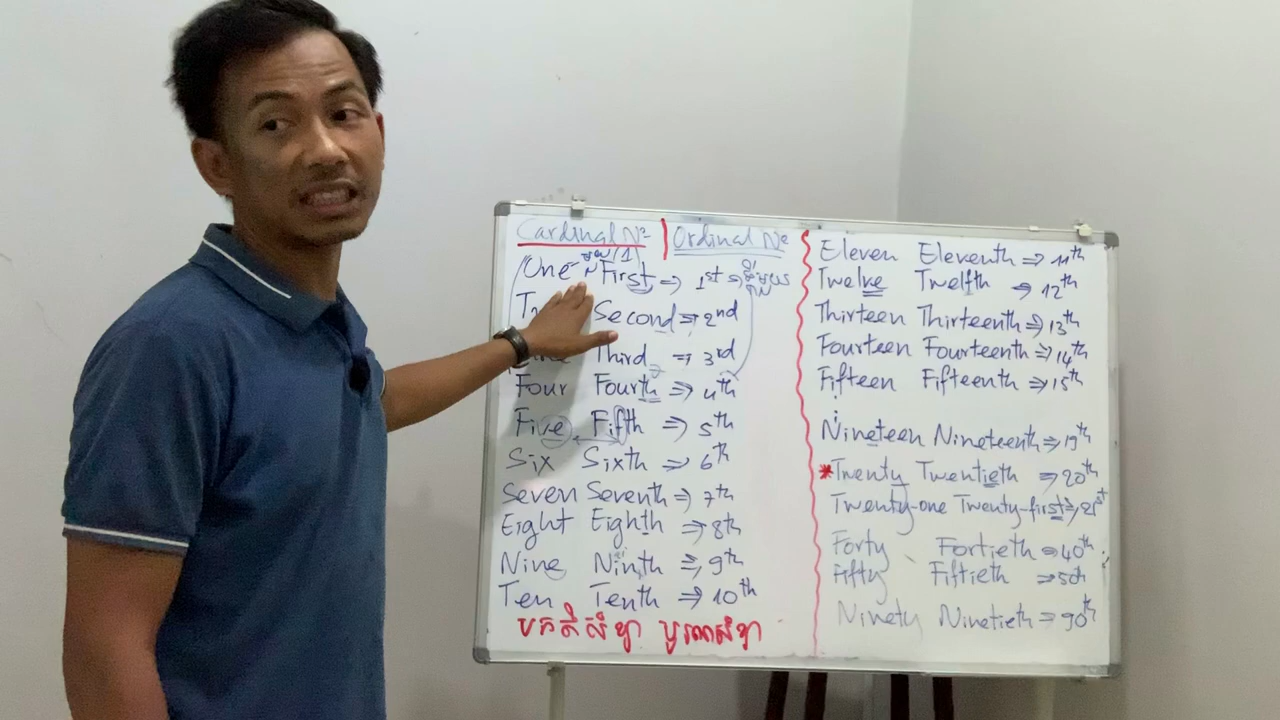 Cardinal Nº | Ordinal Nº
One First ⇒ 1st ⇒ ទីមួយ
Second ⇒ 2nd
Third ⇒ 3rd
Four Fourth ⇒ 4th
Five Fifth ⇒ 5th
Six Sixth ⇒ 6th
Seven Seventh ⇒ 7th
Eight Eighth ⇒ 8th
Nine Ninth ⇒ 9th
Ten Tenth ⇒ 10th
បកតិសំខ្យា បូរណសំខ្យា
Eleven Eleventh ⇒ 11th
Twelve Twelfth ⇒ 12th
Thirteen Thirteenth ⇒ 13th
Fourteen Fourteenth ⇒ 14th
Fifteen Fifteenth ⇒ 15th
Nineteen Nineteenth ⇒ 19th
*Twenty Twentieth ⇒ 20th
Twenty-one Twenty-first ⇒ 21st
Forty Fortieth ⇒ 40th
Fifty Fiftieth ⇒ 50th
Ninety Ninetieth ⇒ 90th